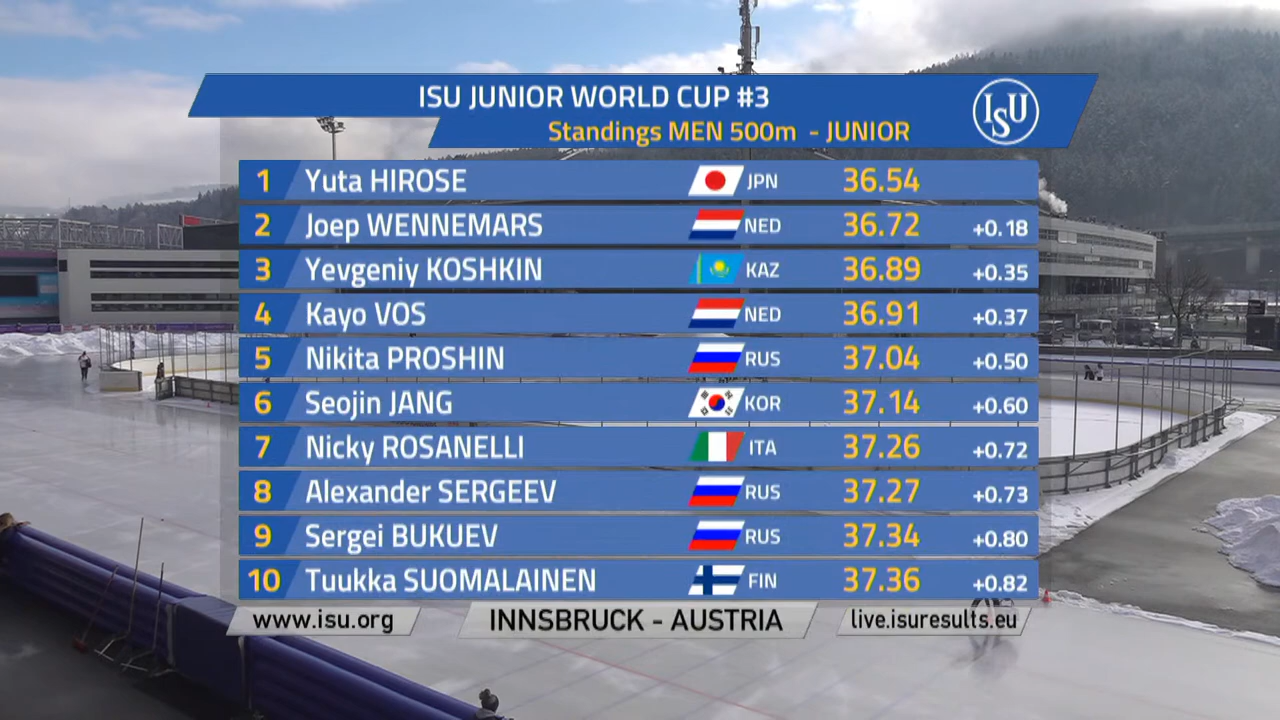 ISU JUNIOR WORLD CUP #3
Standings MEN 500m - JUNIOR
ISU
1 Yuta HIROSE JPN 36.54
2 Joep WENNEMARS NED 36.72 +0.18
3 Yevgeniy KOSHKIN KAZ 36.89 +0.35
4 Kayo VOS NED 36.91 +0.37
5 Nikita PROSHIN RUS 37.04 +0.50
6 Seojin JANG KOR 37.14 +0.60
7 Nicky ROSANELLI ITA 37.26 +0.72
8 Alexander SERGEEV RUS 37.27 +0.73
9 Sergei BUKUEV RUS 37.34 +0.80
10 Tuukka SUOMALAINEN FIN 37.36 +0.82
www.isu.org INNSBRUCK - AUSTRIA live.isuresults.eu